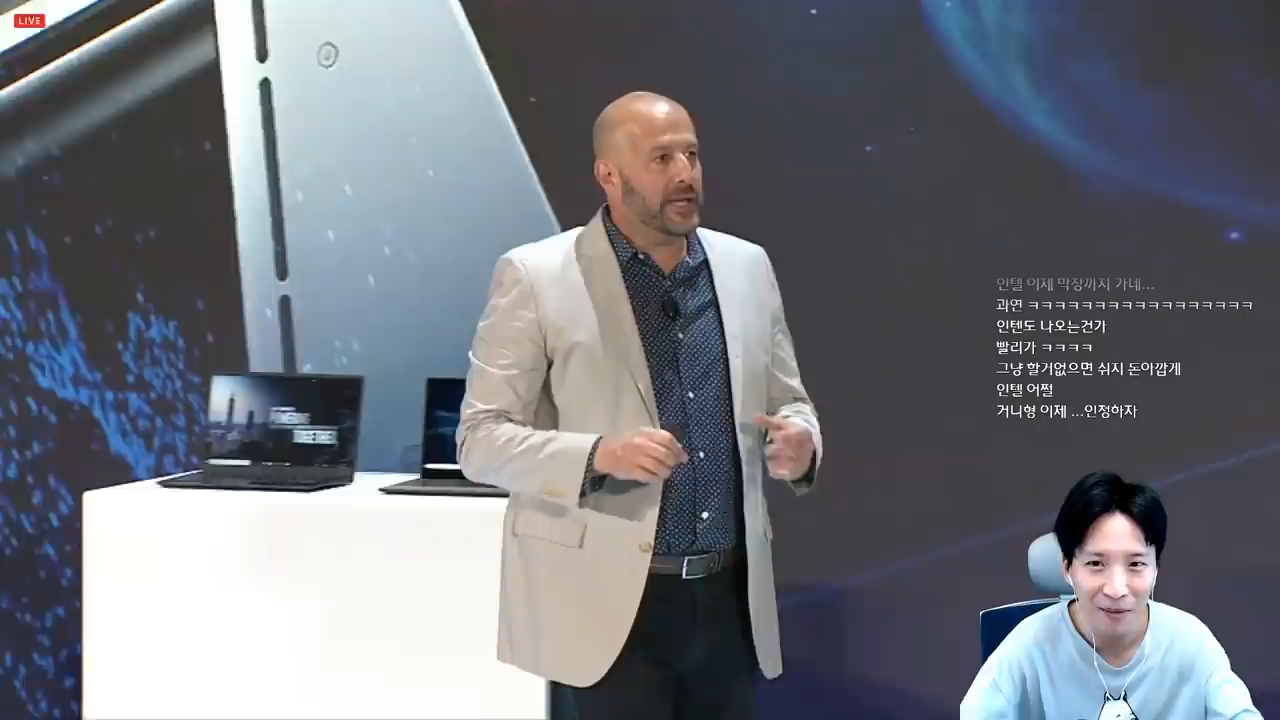 LIVE
인텔 이제 막장까지 가네...
과연 ㅋㅋㅋㅋㅋㅋㅋㅋㅋㅋㅋㅋㅋㅋㅋㅋㅋ
인텐도 나오는건가
빨리가 ㅋㅋㅋㅋ
그냥 할거없으면 쉬지 돈아깝게
인텔 어쩔
거니형 이제 ...인정하자